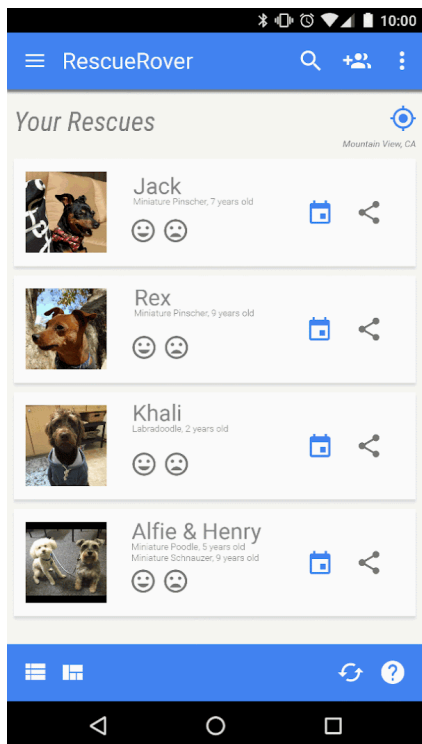 10:00
RescueRover
Your Rescues
Mountain View, CA
Jack
Miniature Pinscher, 7 years old
Rex
Miniature Pinscher, 9 years old
Khali
Labradoodle, 2 years old
Alfie & Henry
Miniature Poodle, 5 years old
Miniature Schnauzer, 9 years old